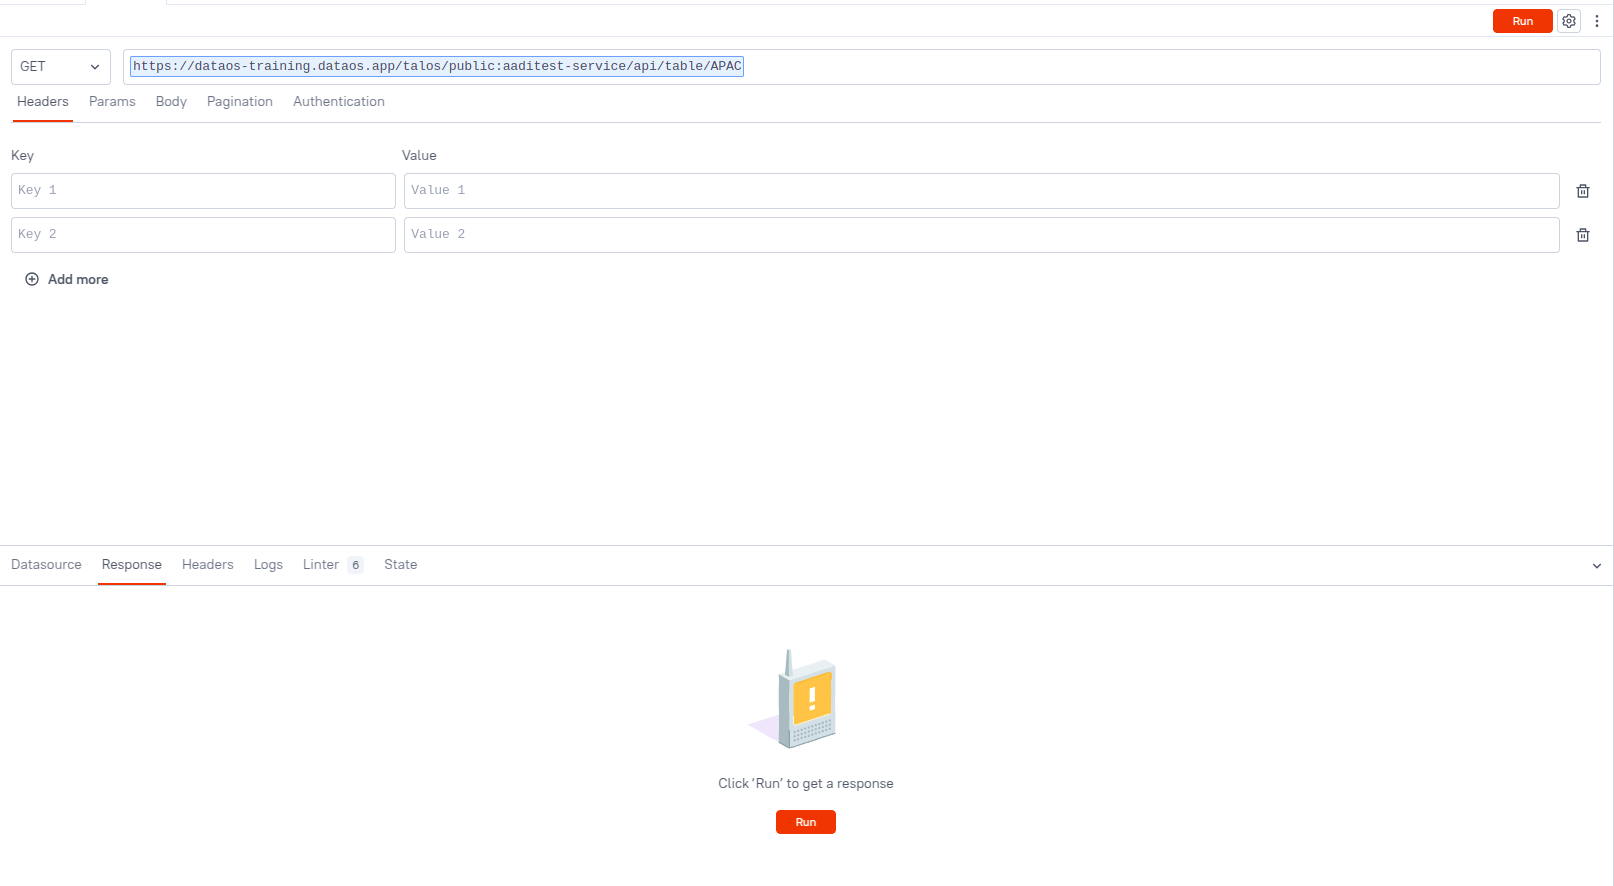 Run
GET
https://dataos-training.dataos.app/talos/public:aaditest-service/api/table/APAC
Headers Params Body Pagination Authentication
Key Value
Key 1 Value 1
Key 2 Value 2
Add more
Datasource Response Headers Logs Linter 6 State
!
Click ‘Run’ to get a response
Run